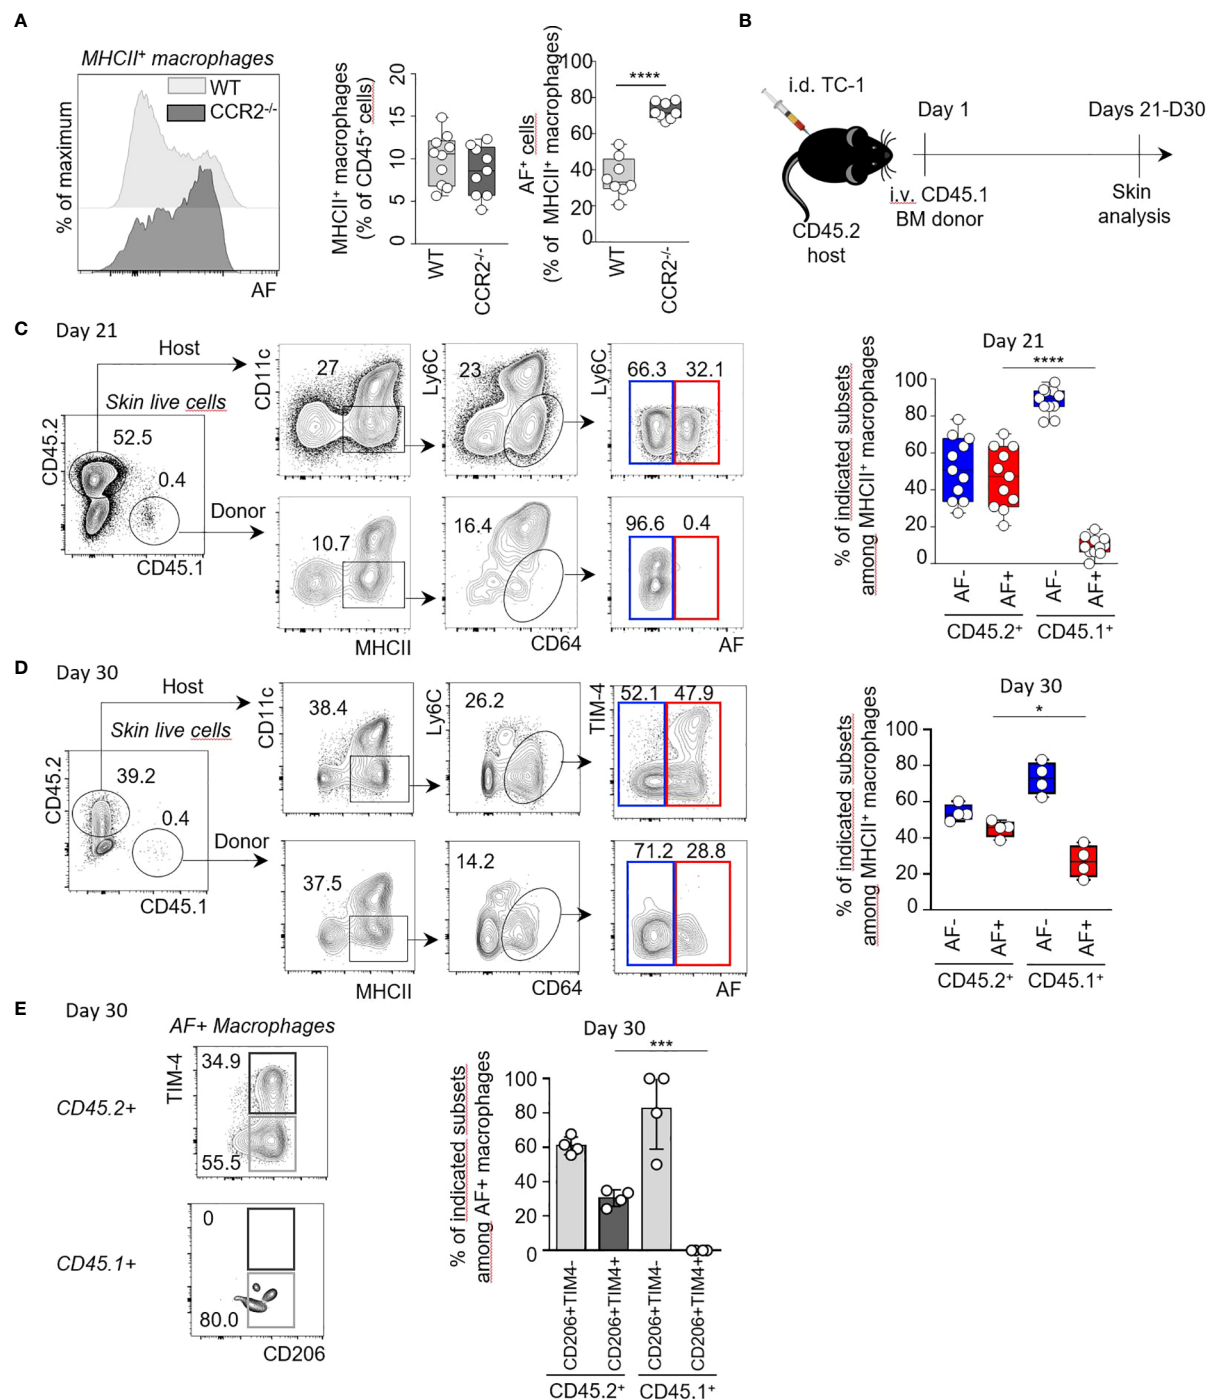 A
MHCII+ macrophages
WT
CCR2-/-
% of maximum
AF
MHCII+ macrophages
(% of CD45+ cells)
20
15
10
5
0
WT
CCR2-/-
AF+ cells
(% of MHCII+ macrophages)
100
80
60
40
20
0
****
WT
CCR2-/-
B
i.d. TC-1
Day 1
Days 21-D30
i.v. CD45.1
BM donor
Skin
analysis
CD45.2
host
C
Day 21
Host
Skin live cells
CD45.2
52.5
0.4
CD45.1
Donor
CD11c
27
Ly6C
23
Ly6C
66.3
32.1
10.7
16.4
96.6
0.4
MHCII
CD64
AF
Day 21
****
% of indicated subsets
among MHCII+ macrophages
100
80
60
40
20
0
AF-
AF+
AF-
AF+
CD45.2+
CD45.1+
D
Day 30
Host
Skin live cells
CD45.2
39.2
0.4
CD45.1
Donor
CD11c
38.4
Ly6C
26.2
TIM-4
52.1
47.9
37.5
14.2
71.2
28.8
MHCII
CD64
AF
Day 30
*
% of indicated subsets
among MHCII+ macrophages
100
80
60
40
20
0
AF-
AF+
AF-
AF+
CD45.2+
CD45.1+
E
Day 30
AF+ Macrophages
CD45.2+
TIM-4
34.9
55.5
CD45.1+
0
80.0
CD206
Day 30
***
% of indicated subsets
among AF+ macrophages
100
80
60
40
20
0
CD206+TIM4-
CD206+TIM4+
CD206+TIM4-
CD206+TIM4+
CD45.2+
CD45.1+